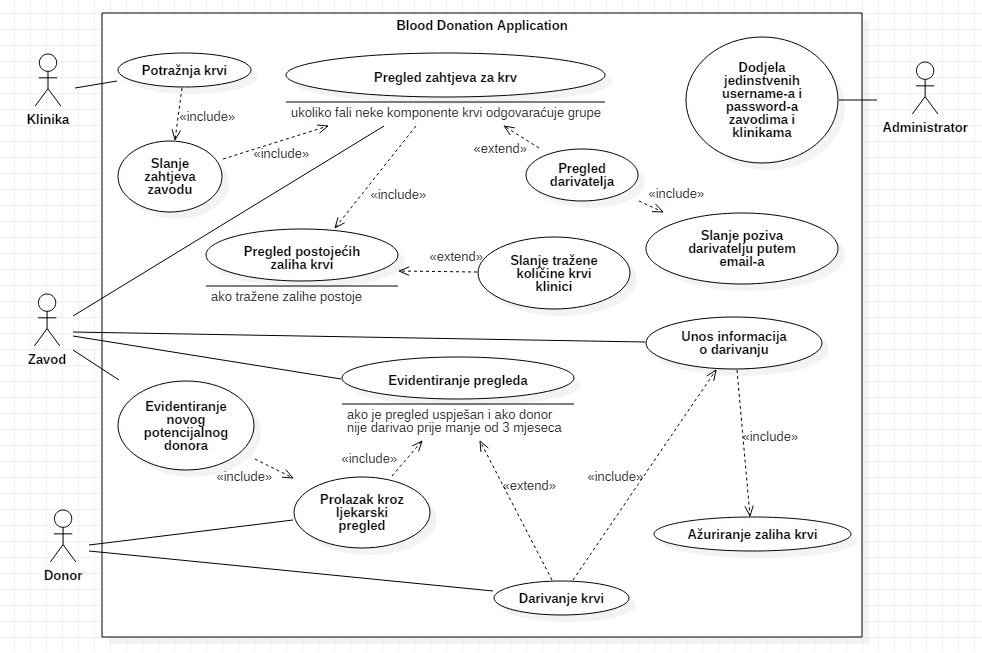 Blood Donation Application
Klinika
Potražnja krvi
«include»
Slanje
zahtjeva
zavodu
«include»
Pregled zahtjeva za krv
ukoliko fali neke komponente krvi odgovaraćuje grupe
«extend»
Pregled
darivatelja
«include»
Slanje poziva
darivatelju putem
email-a
Dodjela
jedinstvenih
username-a i
password-a
zavodima i
klinikama
Administrator
«include»
Pregled postojećih
zaliha krvi
ako tražene zalihe postoje
«extend»
Slanje tražene
količine krvi
klinici
Zavod
Unos informacija
o darivanju
Evidentiranje pregleda
ako je pregled uspješan i ako donor
nije darivao prije manje od 3 mjeseca
Evidentiranje
novog
potencijalnog
donora
«include»
«include»
Prolazak kroz
ljekarski
pregled
«extend»
«include»
«include»
Ažuriranje zaliha krvi
Donor
Darivanje krvi